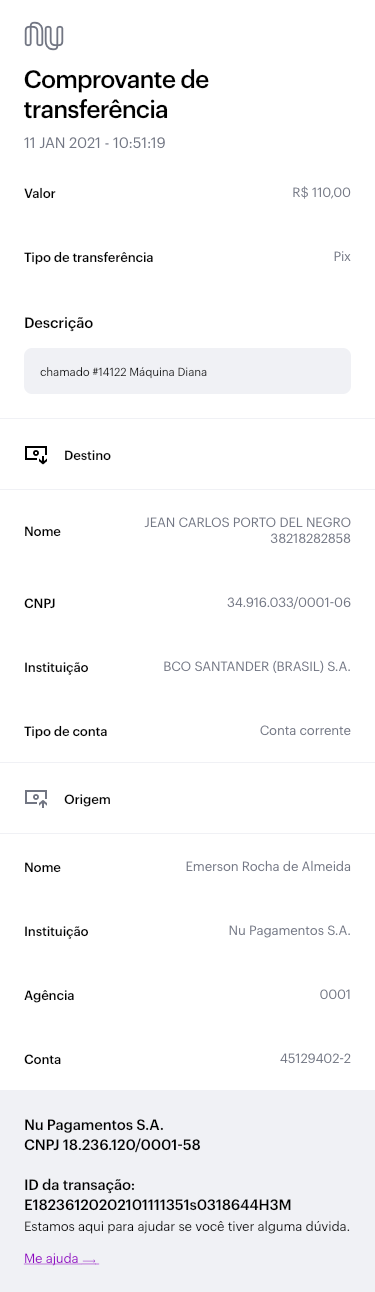 nu
Comprovante de
transferência
11 JAN 2021 - 10:51:19
Valor R$ 110,00
Tipo de transferência Pix
Descrição
chamado #14122 Máquina Diana
Destino
Nome JEAN CARLOS PORTO DEL NEGRO
38218282858
CNPJ 34.916.033/0001-06
Instituição BCO SANTANDER (BRASIL) S.A.
Tipo de conta Conta corrente
Origem
Nome Emerson Rocha de Almeida
Instituição Nu Pagamentos S.A.
Agência 0001
Conta 45129402-2
Nu Pagamentos S.A.
CNPJ 18.236.120/0001-58
ID da transação:
E18236120202101111351s0318644H3M
Estamos aqui para ajudar se você tiver alguma dúvida.
Me ajuda →